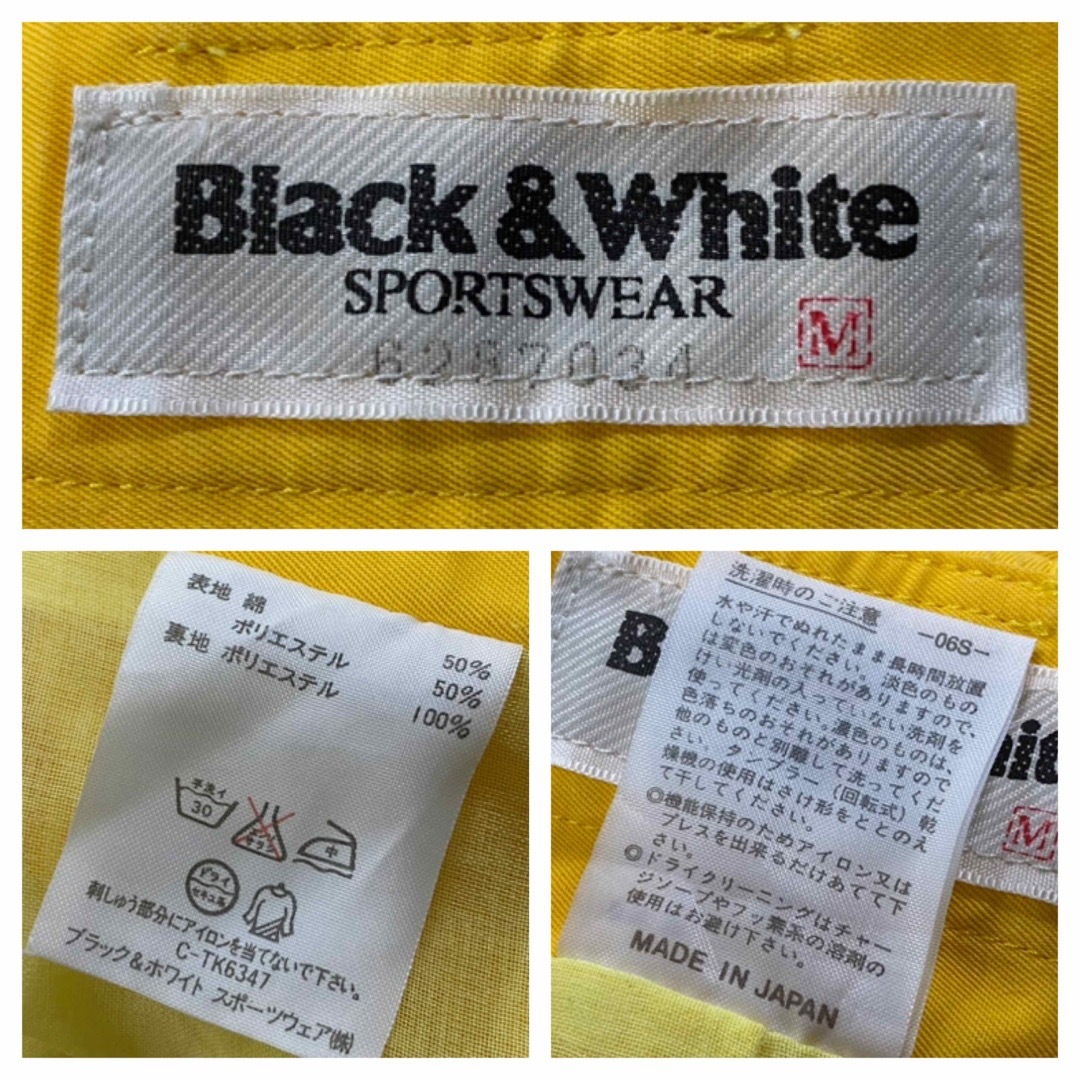 Black & White
SPORTSWEAR
M
6287034
表地 綿 50%
ポリエステル 50%
裏地 ポリエステル 100%
手洗イ
30
エンソ
サラシ
中
ドライ
セキユ系
刺しゅう部分にアイロンを当てないで下さい。
C-TK6347
ブラック&ホワイト スポーツウェア㈱
洗濯時のご注意 -06S-
水や汗でぬれたまま長時間放置
しないでください。淡色のもの
は変色のおそれがありますので、
けい光剤の入っていない洗剤を
使ってください。濃色のものは、
色落ちのおそれがありますので
他のものと別離して洗ってくだ
さい。タンブラー(回転式)乾
燥機の使用はさけ形をととのえ
て干してください。
◎機能保持のためアイロン又は
プレスを出来るだけあてて下
さい。
◎ドライクリーニングはチャー
ジソープやフッ素系の溶剤の
使用はお避け下さい。
MADE IN JAPAN
M